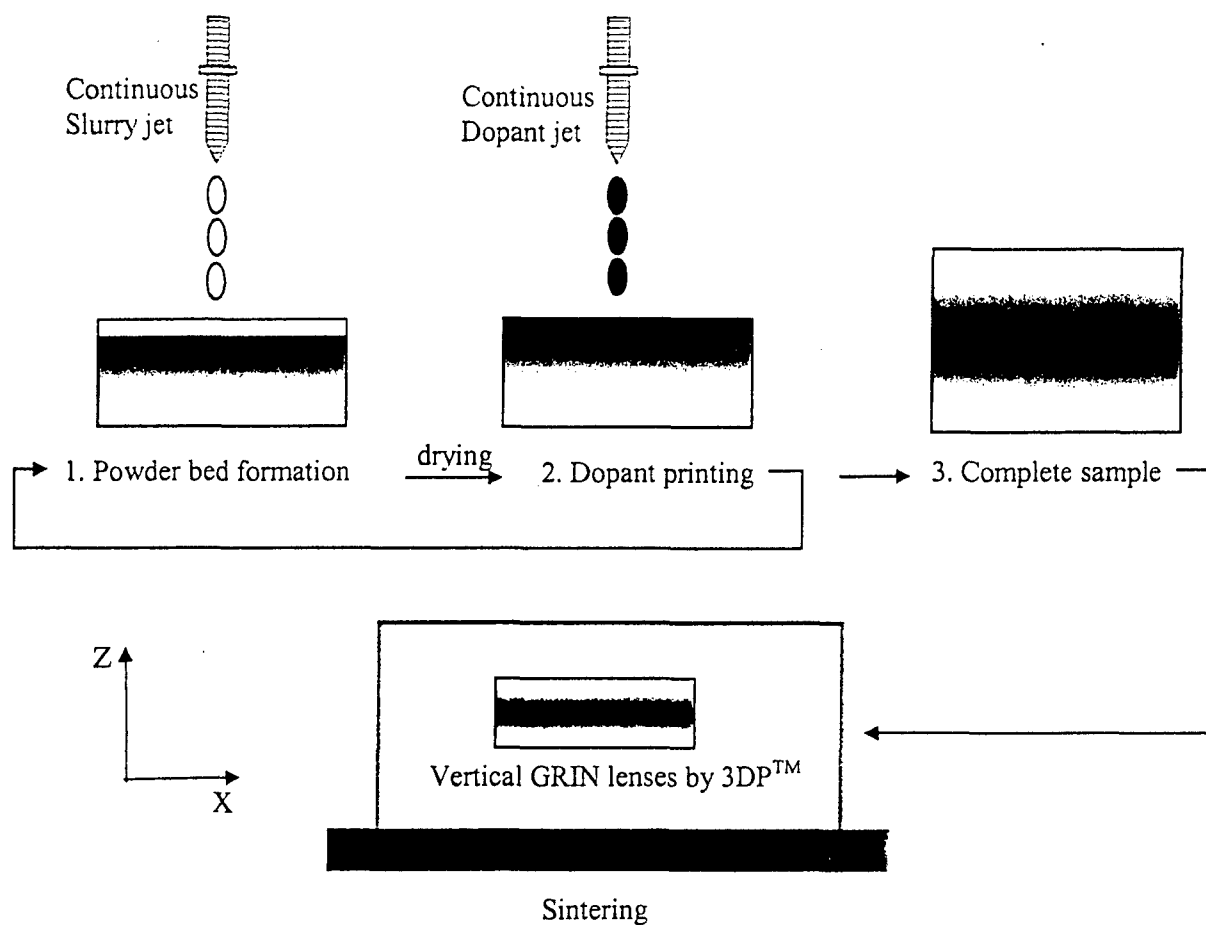 Continuous
Slurry jet
Continuous
Dopant jet
1. Powder bed formation
drying
2. Dopant printing
3. Complete sample
Z
X
Vertical GRIN lenses by 3DP™
Sintering